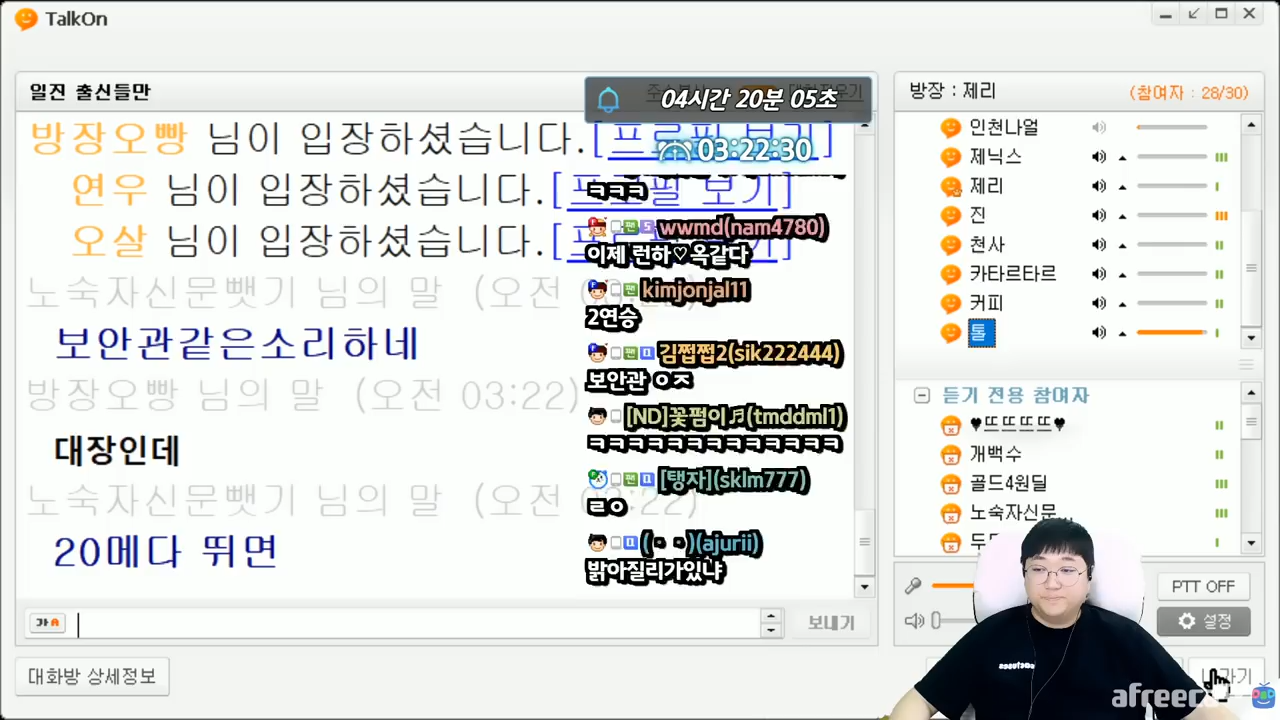 TalkOn
일진 출신들만
04시간 20분 05초
방장 : 제리
(참여자 : 28/30)
방장오빵 님이 입장하셨습니다.[프로필 보기]
03:22:30
연우 님이 입장하셨습니다.[프로필 보기]
오살 님이 입장하셨습니다.[
노숙자신문뺏기 님의 말 (오전
보안관같은소리하네
방장오빵 님의 말 (오전 03:22)
대장인데
노숙자신문뺏기 님의 말 (오전
20메다 뛰면
ㅋㅋㅋ
wwmd(nam4780)
이제 런하♡옥같다
kimjonjal11
2연승
김쩝쩝2(sik222444)
보안관 ㅇㅈ
[ND]꽃펌이♬(tmddml1)
ㅋㅋㅋㅋㅋㅋㅋㅋㅋㅋㅋㅋㅋ
[탱자](sklm777)
ㄹㅇ
(ㆍㆍ)(ajurii)
밝아질리가있냐
인천나얼
제닉스
제리
진
천사
카타르타르
커피
톨
듣기 전용 참여자
♥뜨뜨뜨뜨♥
개백수
골드4원딜
노숙자신문...
가A
보내기
PTT OFF
설정
대화방 상세정보
나가기
afreeca